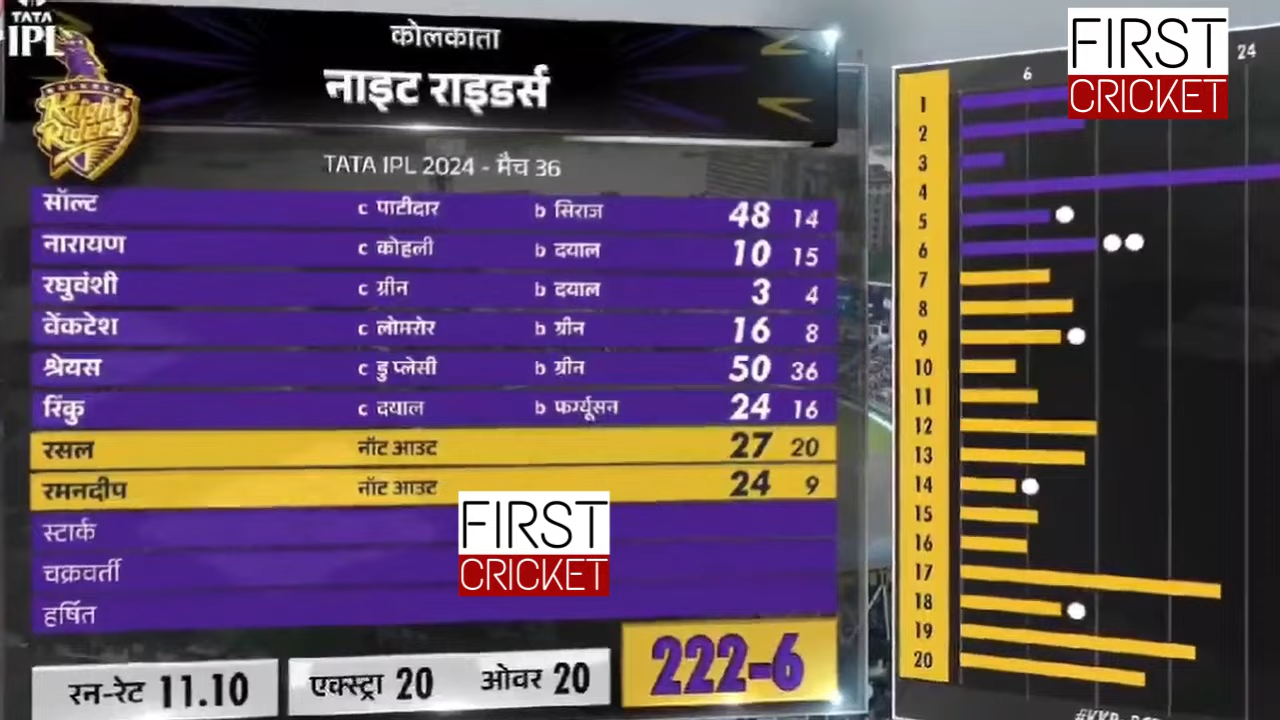 TATA
IPL
KOLKATA
Knight
Riders
कोलकाता
नाइट राइडर्स
TATA IPL 2024 - मैच 36
सॉल्ट c पाटीदार b सिराज 48 14
नारायण c कोहली b दयाल 10 15
रघुवंशी c ग्रीन b दयाल 3 4
वेंकटेश c लोमरोर b ग्रीन 16 8
श्रेयस c डु प्लेसी b ग्रीन 50 36
रिंकु c दयाल b फर्ग्यूसन 24 16
रसल नॉट आउट 27 20
रमनदीप नॉट आउट 24 9
स्टार्क
चक्रवर्ती
हर्षित
FIRST
CRICKET
रन-रेट 11.10 एक्स्ट्रा 20 ओवर 20 222-6
FIRST
CRICKET
6 24
1
2
3
4
5
6
7
8
9
10
11
12
13
14
15
16
17
18
19
20